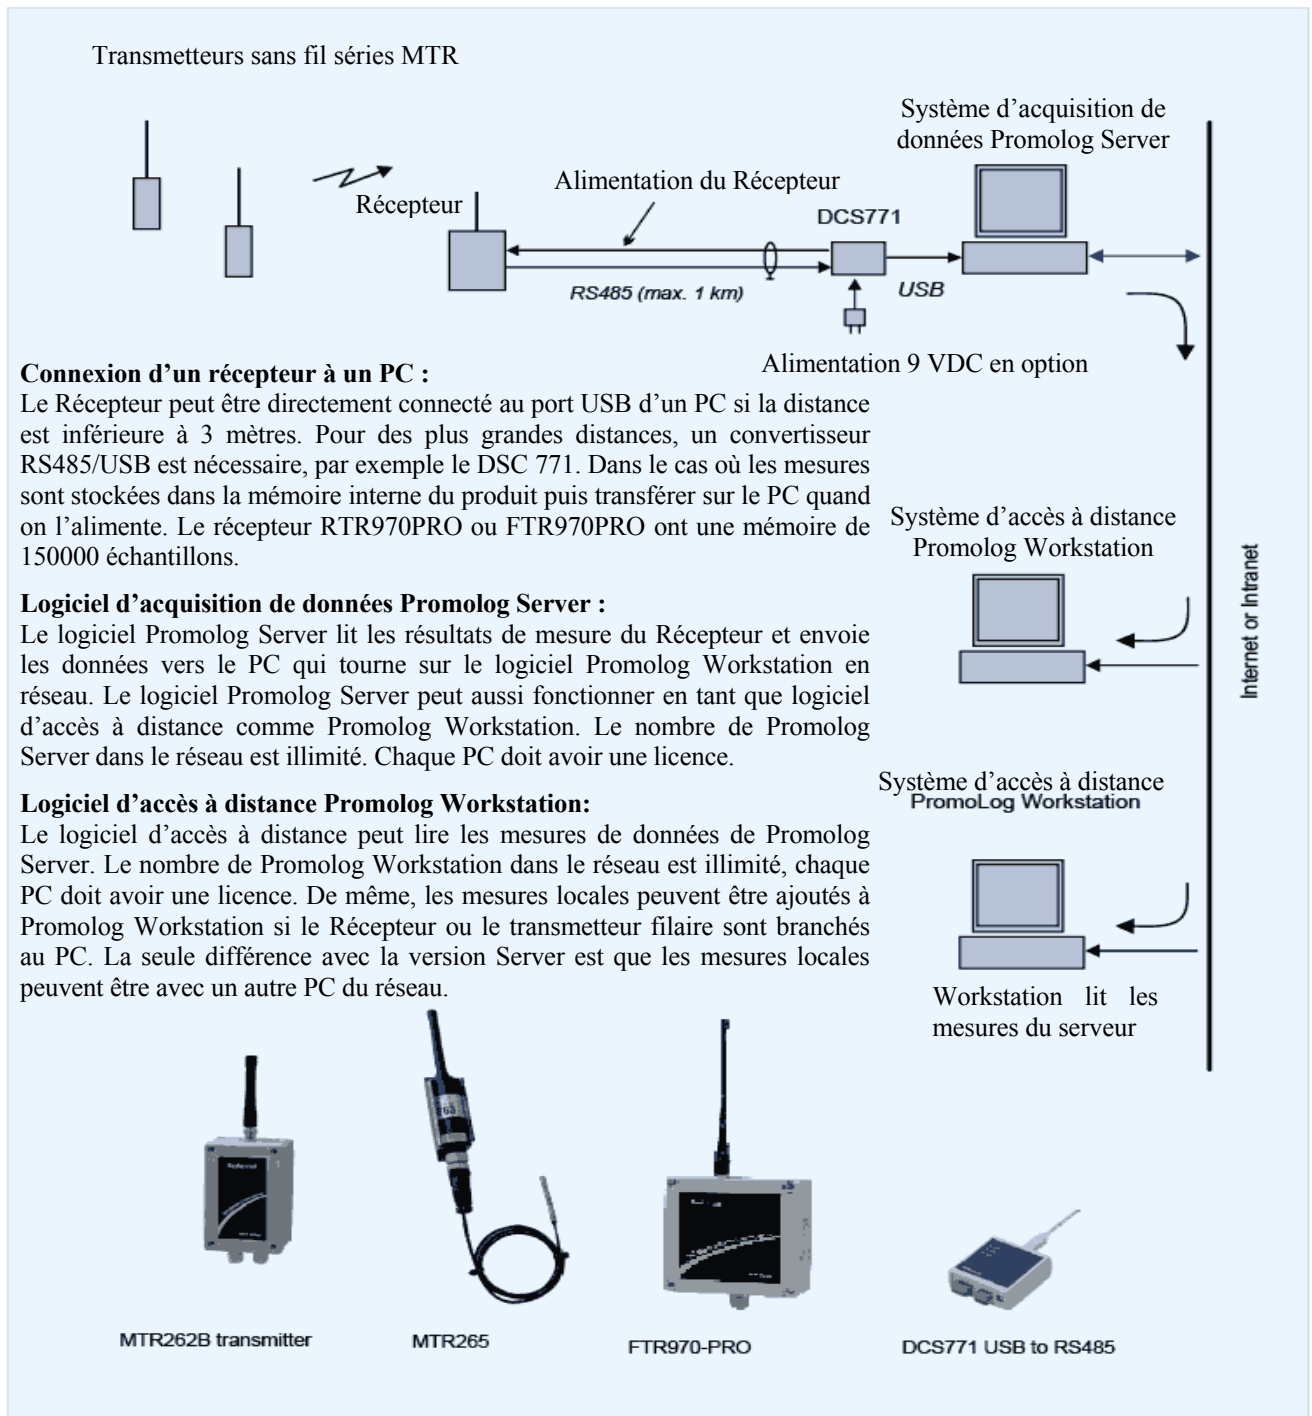 Transmetteurs sans fil séries MTR
Système d’acquisition de
données Promolog Server
Alimentation du Récepteur
Récepteur
DCS771
RS485 (max. 1 km)
USB
Alimentation 9 VDC en option
Connexion d’un récepteur à un PC :
Le Récepteur peut être directement connecté au port USB d’un PC si la distance
est inférieure à 3 mètres. Pour des plus grandes distances, un convertisseur
RS485/USB est nécessaire, par exemple le DSC 771. Dans le cas où les mesures
sont stockées dans la mémoire interne du produit puis transférer sur le PC quand
on l’alimente. Le récepteur RTR970PRO ou FTR970PRO ont une mémoire de
150000 échantillons.
Système d’accès à distance
Promolog Workstation
Internet or Intranet
Logiciel d’acquisition de données Promolog Server :
Le logiciel Promolog Server lit les résultats de mesure du Récepteur et envoie
les données vers le PC qui tourne sur le logiciel Promolog Workstation en
réseau. Le logiciel Promolog Server peut aussi fonctionner en tant que logiciel
d’accès à distance comme Promolog Workstation. Le nombre de Promolog
Server dans le réseau est illimité. Chaque PC doit avoir une licence.
Système d’accès à distance
PromoLog Workstation
Logiciel d’accès à distance Promolog Workstation:
Le logiciel d’accès à distance peut lire les mesures de données de Promolog
Server. Le nombre de Promolog Workstation dans le réseau est illimité, chaque
PC doit avoir une licence. De même, les mesures locales peuvent être ajoutés à
Promolog Workstation si le Récepteur ou le transmetteur filaire sont branchés
au PC. La seule différence avec la version Server est que les mesures locales
peuvent être avec un autre PC du réseau.
Workstation lit les
mesures du serveur
MTR262B transmitter
MTR265
FTR970-PRO
DCS771 USB to RS485